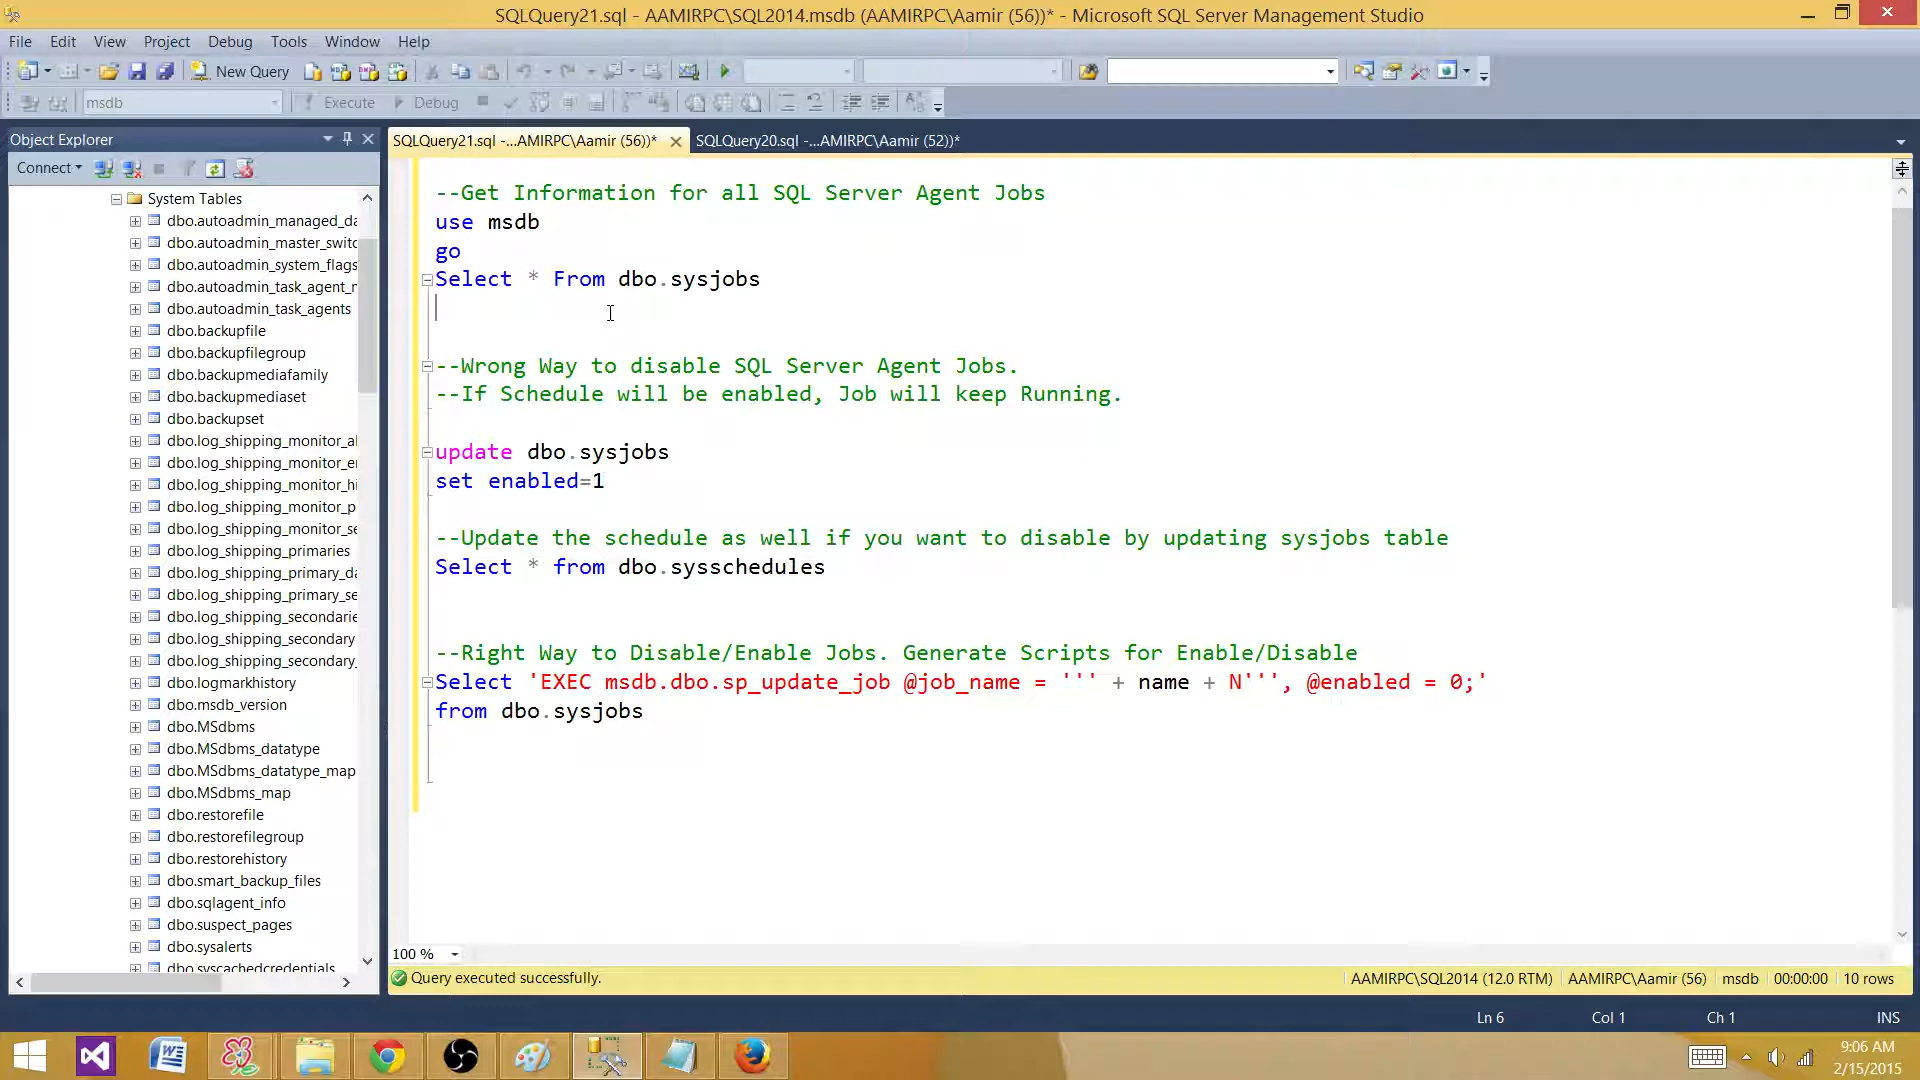 SQLQuery21.sql - AAMIRPC\SQL2014.msdb (AAMIRPC\Aamir (56))* - Microsoft SQL Server Management Studio
File Edit View Project Debug Tools Window Help
New Query
msdb Execute Debug
Object Explorer
Connect
System Tables
dbo.autoadmin_managed_da
dbo.autoadmin_master_switc
dbo.autoadmin_system_flags
dbo.autoadmin_task_agent_n
dbo.autoadmin_task_agents
dbo.backupfile
dbo.backupfilegroup
dbo.backupmediafamily
dbo.backupmediaset
dbo.backupset
dbo.log_shipping_monitor_al
dbo.log_shipping_monitor_er
dbo.log_shipping_monitor_hi
dbo.log_shipping_monitor_p
dbo.log_shipping_monitor_se
dbo.log_shipping_primaries
dbo.log_shipping_primary_da
dbo.log_shipping_primary_se
dbo.log_shipping_secondarie
dbo.log_shipping_secondary
dbo.log_shipping_secondary_
dbo.logmarkhistory
dbo.msdb_version
dbo.MSdbms
dbo.MSdbms_datatype
dbo.MSdbms_datatype_map
dbo.MSdbms_map
dbo.restorefile
dbo.restorefilegroup
dbo.restorehistory
dbo.smart_backup_files
dbo.sqlagent_info
dbo.suspect_pages
dbo.sysalerts
dbo.syscachedcredentials
SQLQuery21.sql -...AMIRPC\Aamir (56))* SQLQuery20.sql -...AMIRPC\Aamir (52))*
--Get Information for all SQL Server Agent Jobs
use msdb
go
Select * From dbo.sysjobs
--Wrong Way to disable SQL Server Agent Jobs.
--If Schedule will be enabled, Job will keep Running.
update dbo.sysjobs
set enabled=1
--Update the schedule as well if you want to disable by updating sysjobs table
Select * from dbo.sysschedules
--Right Way to Disable/Enable Jobs. Generate Scripts for Enable/Disable
Select 'EXEC msdb.dbo.sp_update_job @job_name = ''' + name + N''', @enabled = 0;'
from dbo.sysjobs
100 %
Query executed successfully. AAMIRPC\SQL2014 (12.0 RTM) AAMIRPC\Aamir (56) msdb 00:00:00 10 rows
Ln 6 Col 1 Ch 1 INS
9:06 AM
2/15/2015